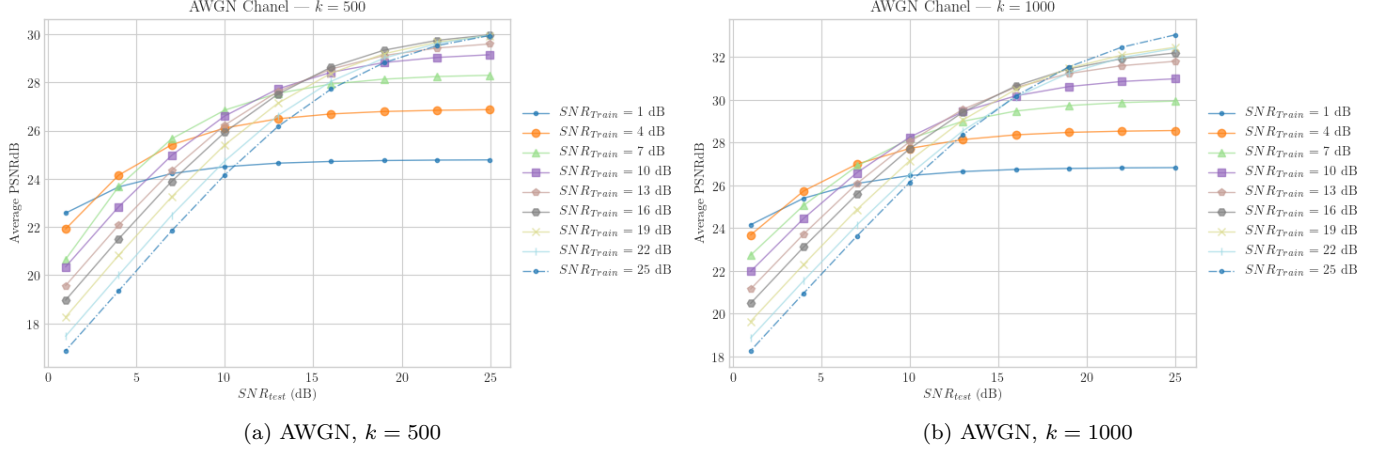 AWGN Chanel — k = 500
Average PSNRdB
30
28
26
24
22
20
18
0 5 10 15 20 25
SNR_test (dB)
SNR_Train = 1 dB
SNR_Train = 4 dB
SNR_Train = 7 dB
SNR_Train = 10 dB
SNR_Train = 13 dB
SNR_Train = 16 dB
SNR_Train = 19 dB
SNR_Train = 22 dB
SNR_Train = 25 dB
(a) AWGN, k = 500
AWGN Chanel — k = 1000
Average PSNRdB
32
30
28
26
24
22
20
18
0 5 10 15 20 25
SNR_test (dB)
SNR_Train = 1 dB
SNR_Train = 4 dB
SNR_Train = 7 dB
SNR_Train = 10 dB
SNR_Train = 13 dB
SNR_Train = 16 dB
SNR_Train = 19 dB
SNR_Train = 22 dB
SNR_Train = 25 dB
(b) AWGN, k = 1000